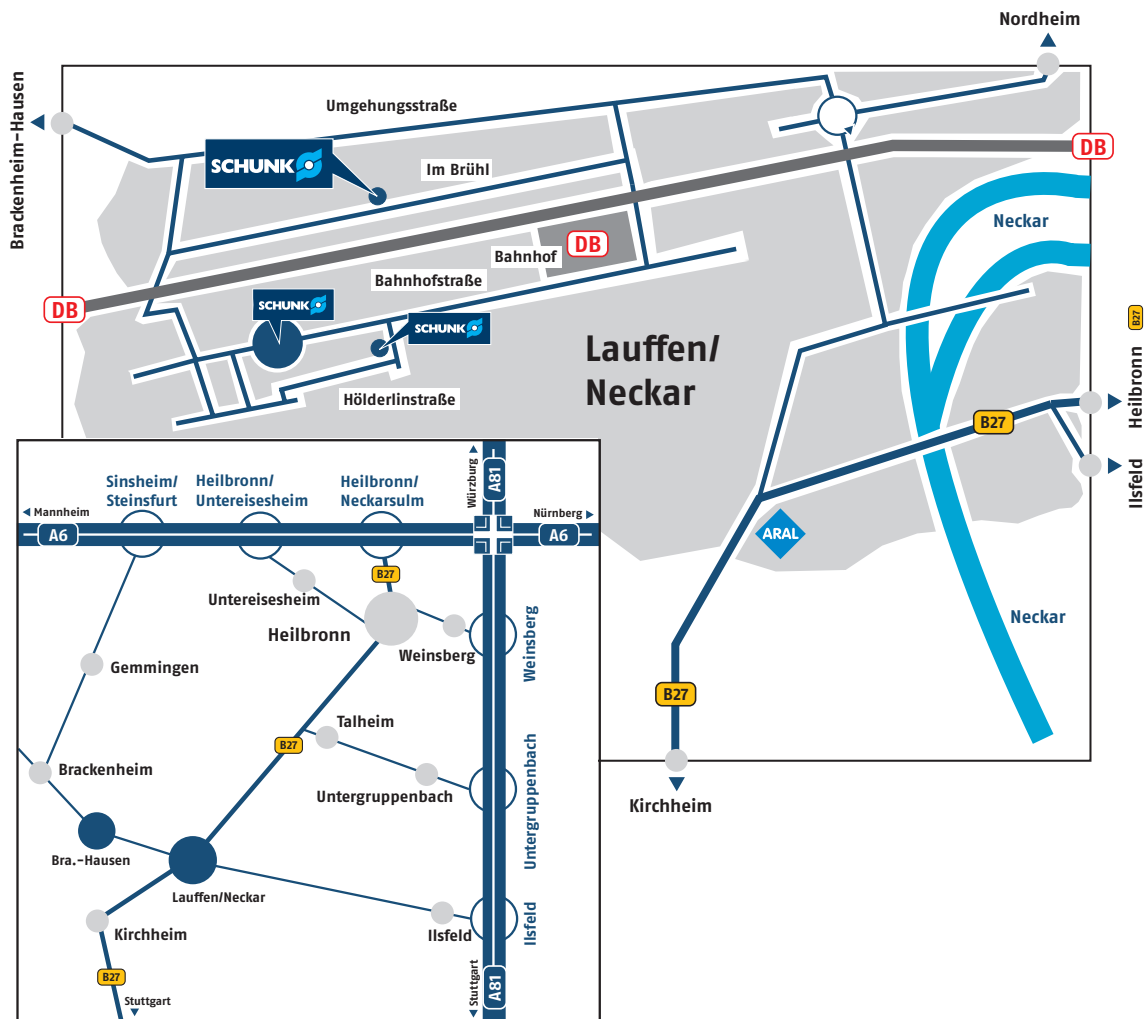 Nordheim
Brackenheim-Hausen
Umgehungsstraße
SCHUNK
Im Brühl
DB
Neckar
DB
Bahnhof
Bahnhofstraße
DB
SCHUNK
SCHUNK
Hölderlinstraße
Lauffen/
Neckar
B27
Heilbronn
B27
Ilsfeld
ARAL
Neckar
B27
Kirchheim
Sinsheim/
Steinsfurt
Heilbronn/
Untereisesheim
Heilbronn/
Neckarsulm
Würzburg
A81
Mannheim
Nürnberg
A6
A6
B27
Untereisesheim
Heilbronn
Weinsberg
Weinsberg
Gemmingen
Talheim
B27
Brackenheim
Untergruppenbach
Untergruppenbach
Bra.-Hausen
Lauffen/Neckar
Kirchheim
Ilsfeld
Ilsfeld
B27
Stuttgart
Stuttgart
A81